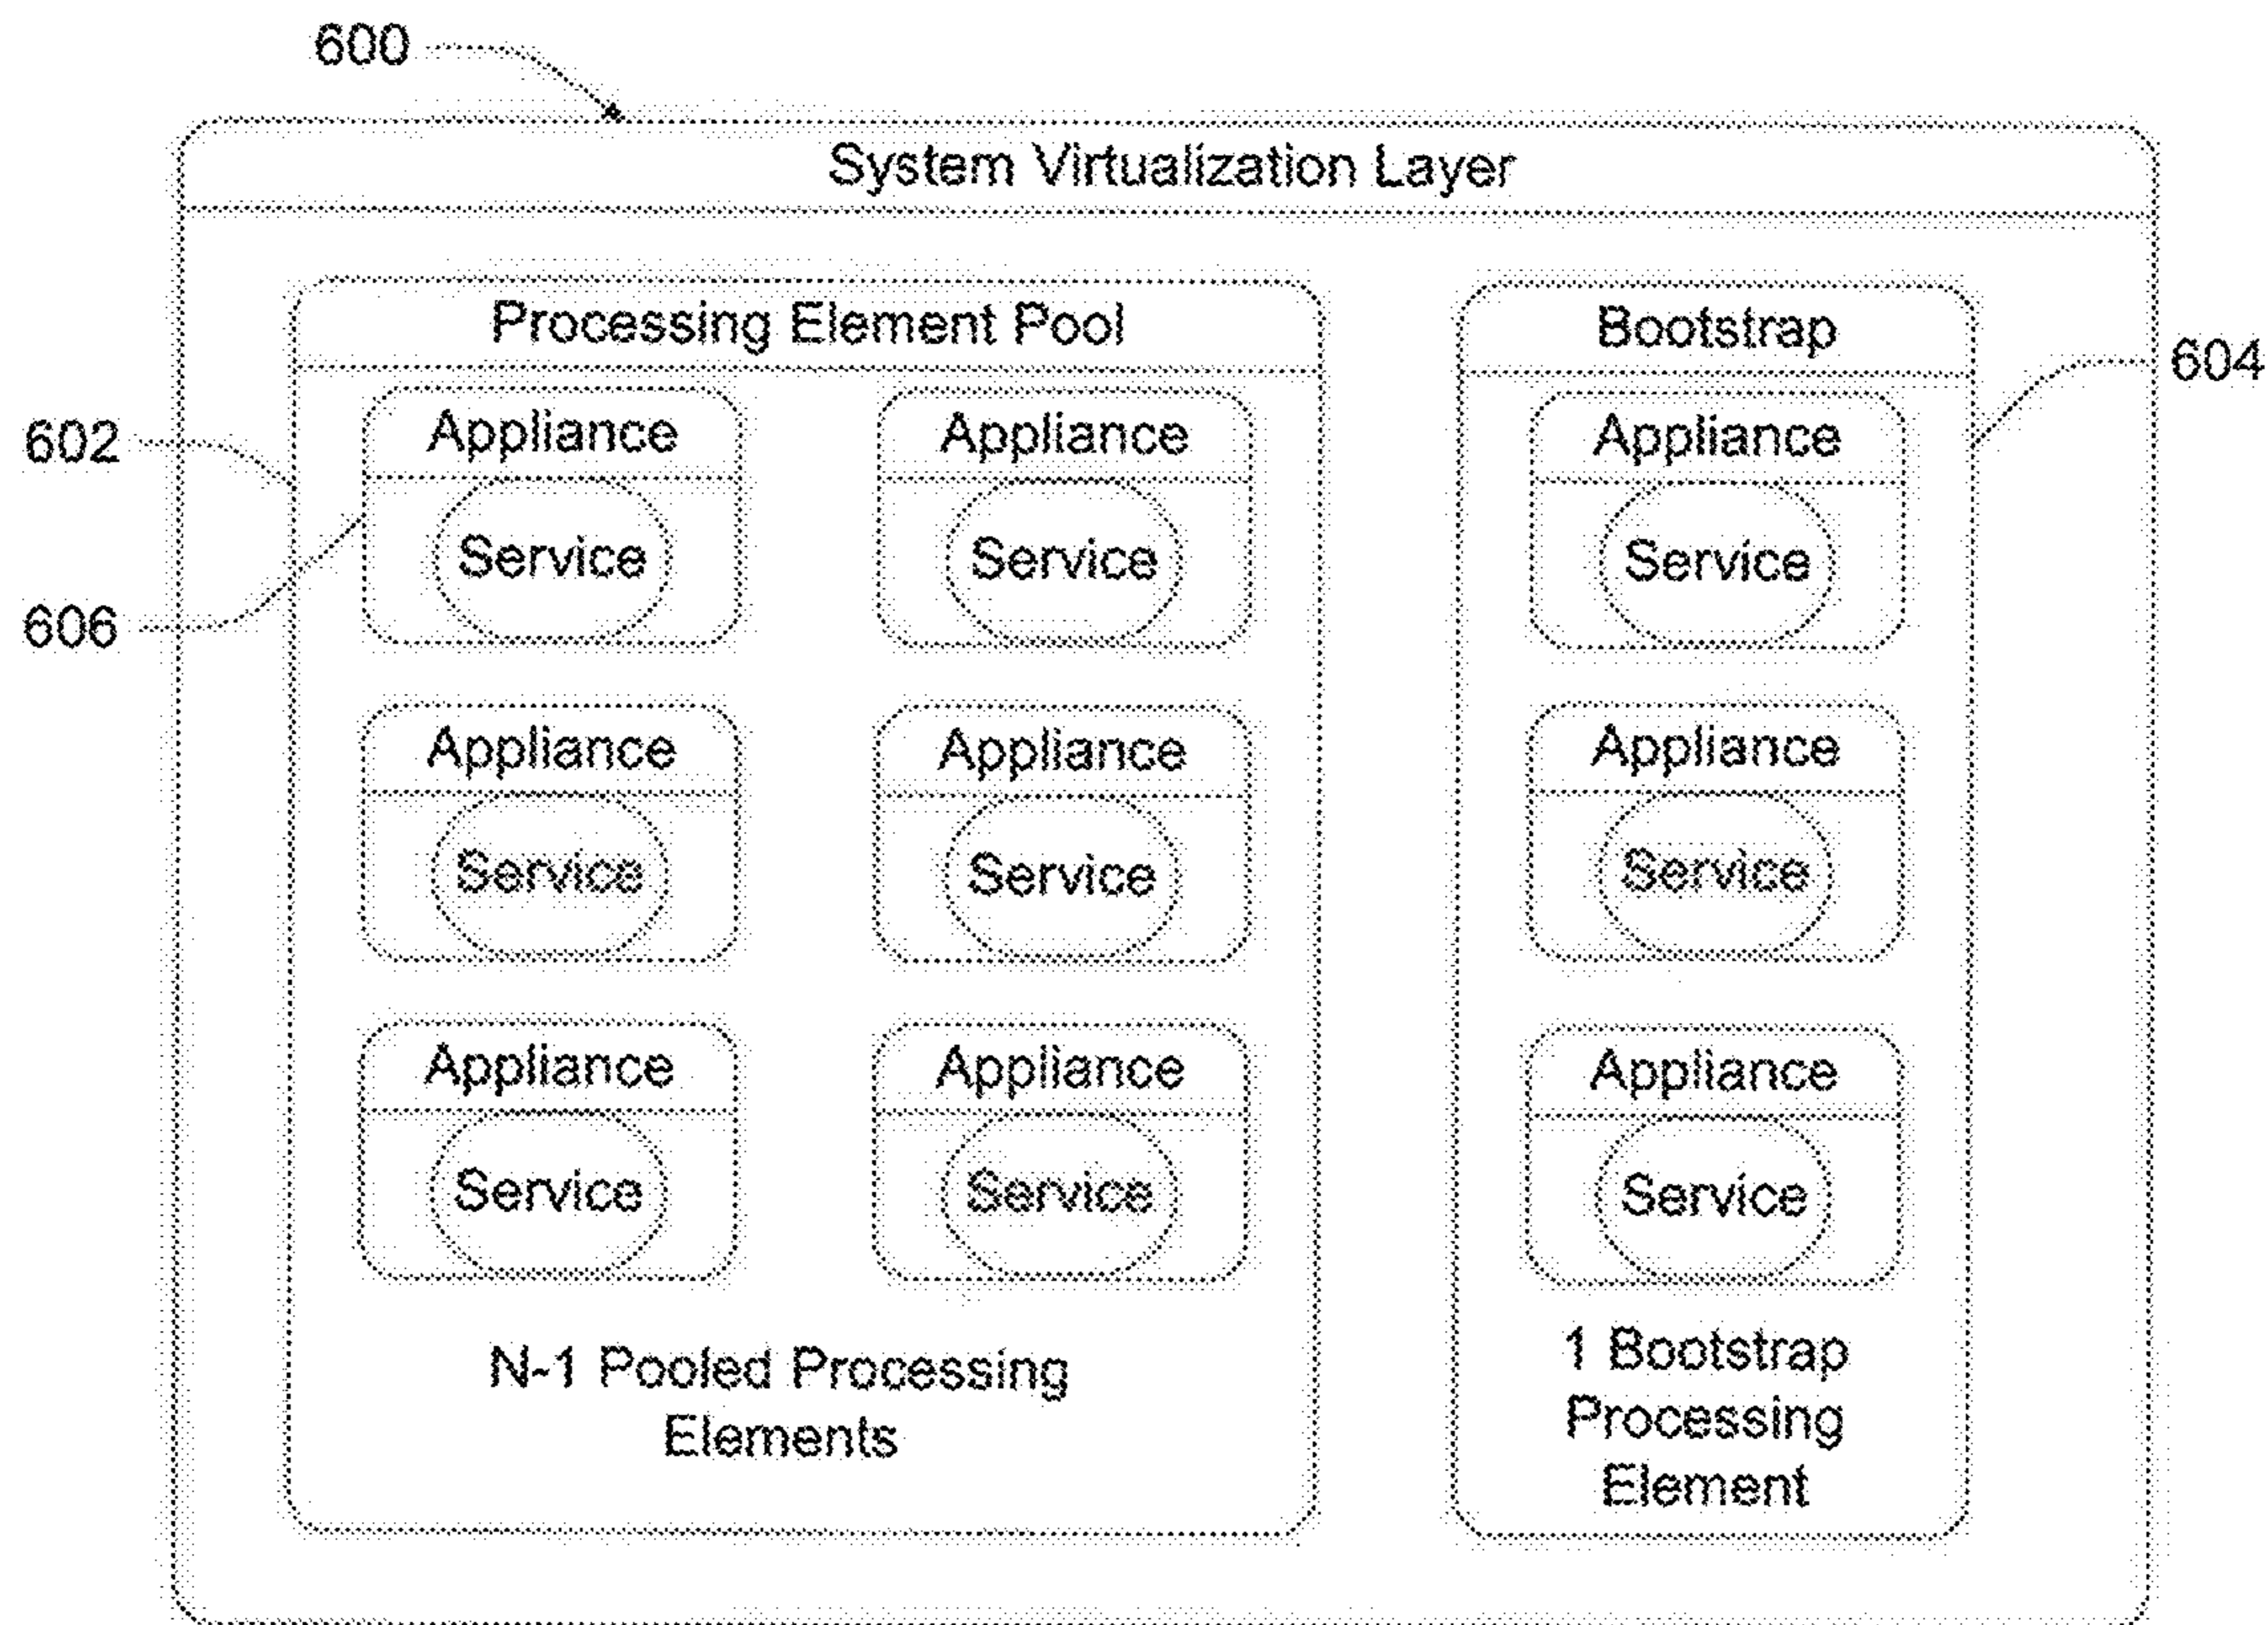 600
System Virtualization Layer
Processing Element Pool
Bootstrap
604
602
Appliance
Appliance
Appliance
Service
Service
Service
606
Appliance
Appliance
Appliance
Service
Service
Service
Appliance
Appliance
Appliance
Service
Service
Service
N-1 Pooled Processing
Elements
1 Bootstrap
Processing
Element